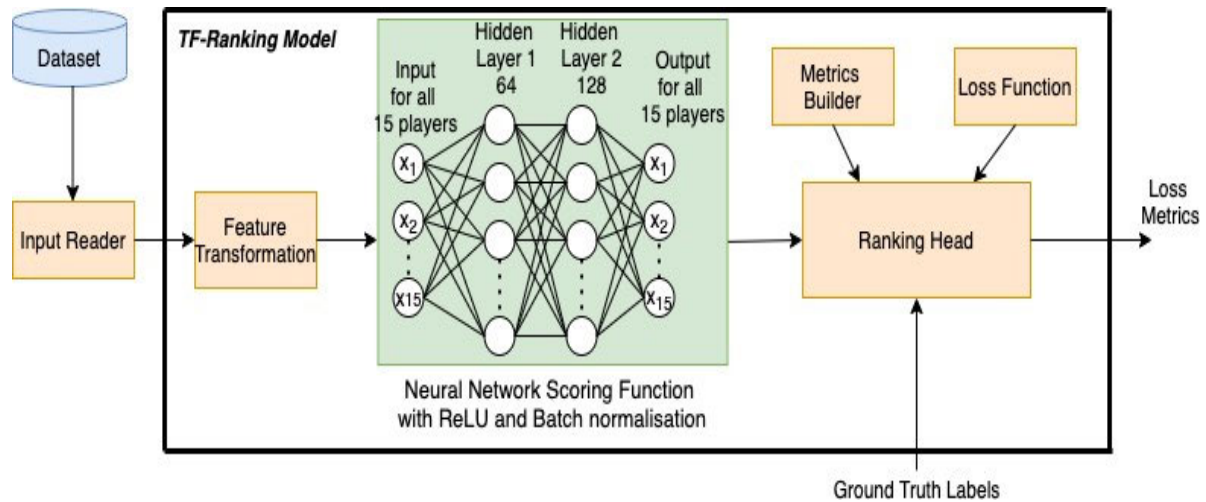 Dataset
Input Reader
TF-Ranking Model
Feature
Transformation
Input
for all
15 players
x1
x2
x15
Hidden
Layer 1
64
Hidden
Layer 2
128
Output
for all
15 players
x1
x2
x15
Neural Network Scoring Function
with ReLU and Batch normalisation
Metrics
Builder
Loss Function
Ranking Head
Loss
Metrics
Ground Truth Labels